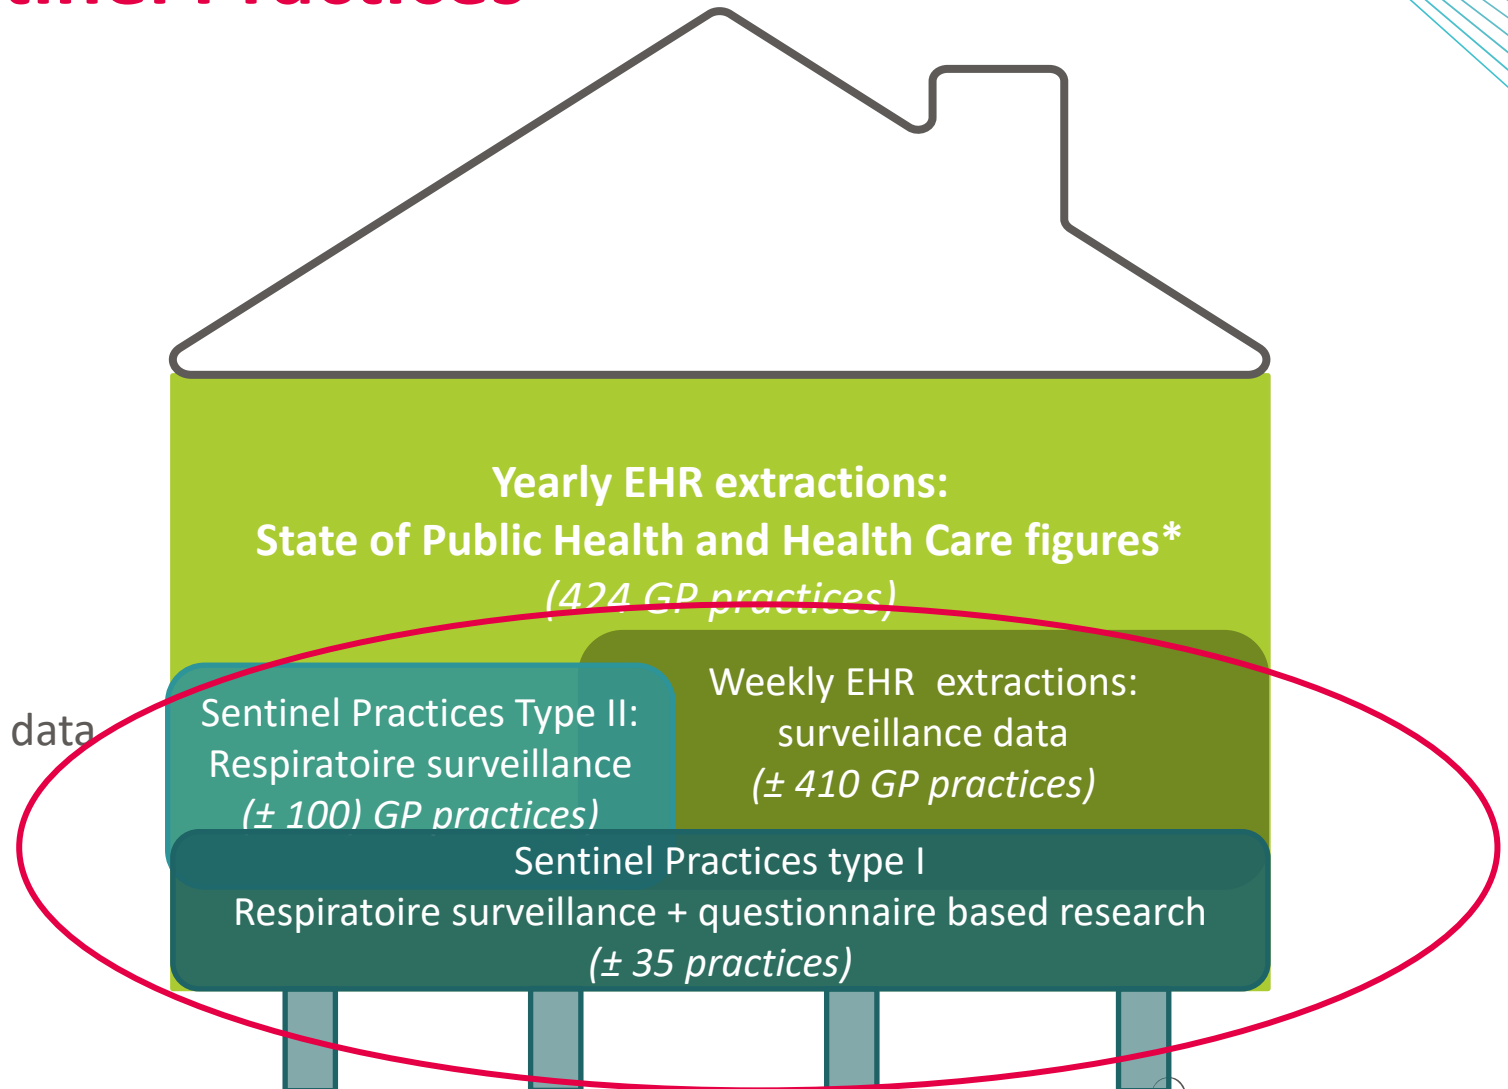 Practices
Yearly EHR extractions:
State of Public Health and Health Care figures*
(424 GP practices)
Weekly EHR extractions:
surveillance data
(± 410 GP practices)
data
Sentinel Practices Type II:
Respiratoire surveillance
(± 100) GP practices)
Sentinel Practices type I
Respiratoire surveillance + questionnaire based research
(± 35 practices)